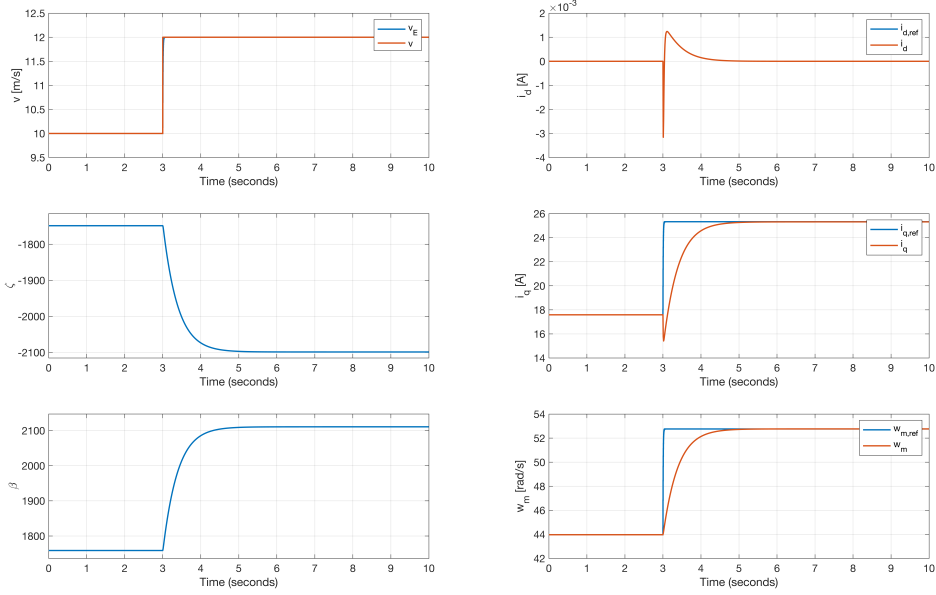 v [m/s]
12.5
12
11.5
11
10.5
10
9.5
v_E
v
0 1 2 3 4 5 6 7 8 9 10
Time (seconds)
×10^-3
i_d [A]
2
1
0
-1
-2
-3
-4
i_d,ref
i_d
0 1 2 3 4 5 6 7 8 9 10
Time (seconds)
ζ
-1800
-1900
-2000
-2100
0 1 2 3 4 5 6 7 8 9 10
Time (seconds)
i_q [A]
26
24
22
20
18
16
14
i_q,ref
i_q
0 1 2 3 4 5 6 7 8 9 10
Time (seconds)
β
2100
2000
1900
1800
0 1 2 3 4 5 6 7 8 9 10
Time (seconds)
w_m [rad/s]
54
52
50
48
46
44
42
w_m,ref
w_m
0 1 2 3 4 5 6 7 8 9 10
Time (seconds)